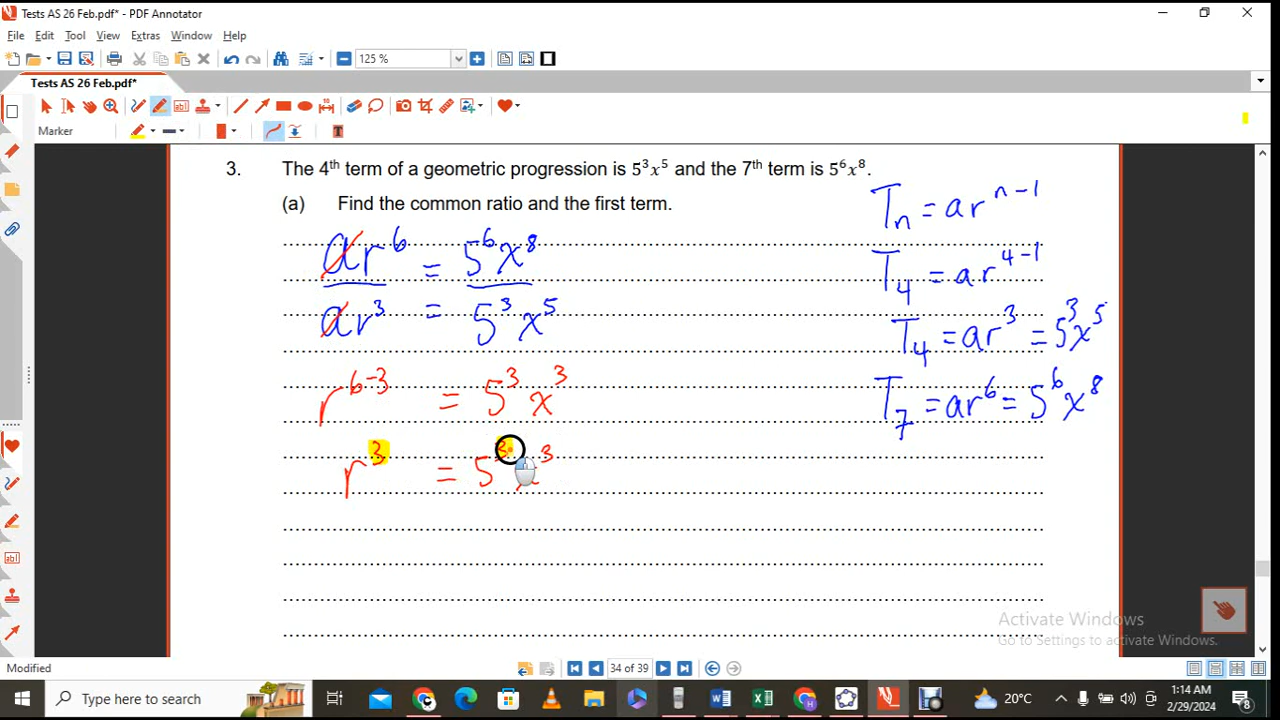 Tests AS 26 Feb.pdf* - PDF Annotator
File Edit Tool View Extras Window Help
125 %
Tests AS 26 Feb.pdf*
Marker
3. The 4th term of a geometric progression is 5³x⁵ and the 7th term is 5⁶x⁸.
(a) Find the common ratio and the first term.
ar⁶ = 5⁶x⁸
ar³ = 5³x⁵
r⁶⁻³ = 5³x³
r³ = 5³x³
Tₙ = arⁿ⁻¹
T₄ = ar⁴⁻¹
T₄ = ar³ = 5³x⁵
T₇ = ar⁶ = 5⁶x⁸
Activate Windows
Go to Settings to activate Windows.
Modified
34 of 39
Type here to search
20°C
1:14 AM
2/29/2024
8